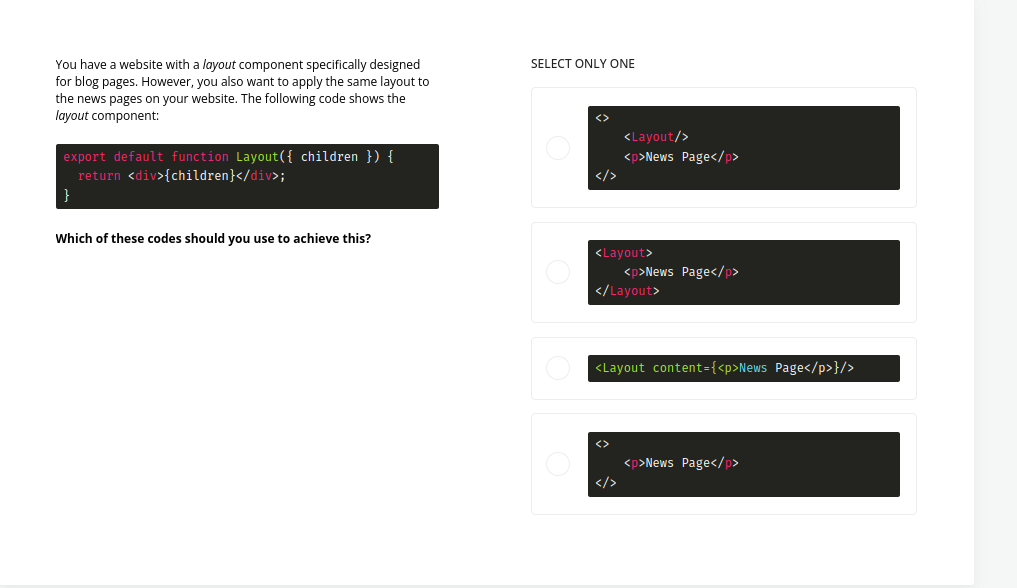 You have a website with a layout component specifically designed
for blog pages. However, you also want to apply the same layout to
the news pages on your website. The following code shows the
layout component:
export default function Layout({ children }) {
  return <div>{children}</div>;
}
Which of these codes should you use to achieve this?
SELECT ONLY ONE
<>
    <Layout/>
    <p>News Page</p>
</>
<Layout>
    <p>News Page</p>
</Layout>
<Layout content={<p>News Page</p>}/>
<>
    <p>News Page</p>
</>